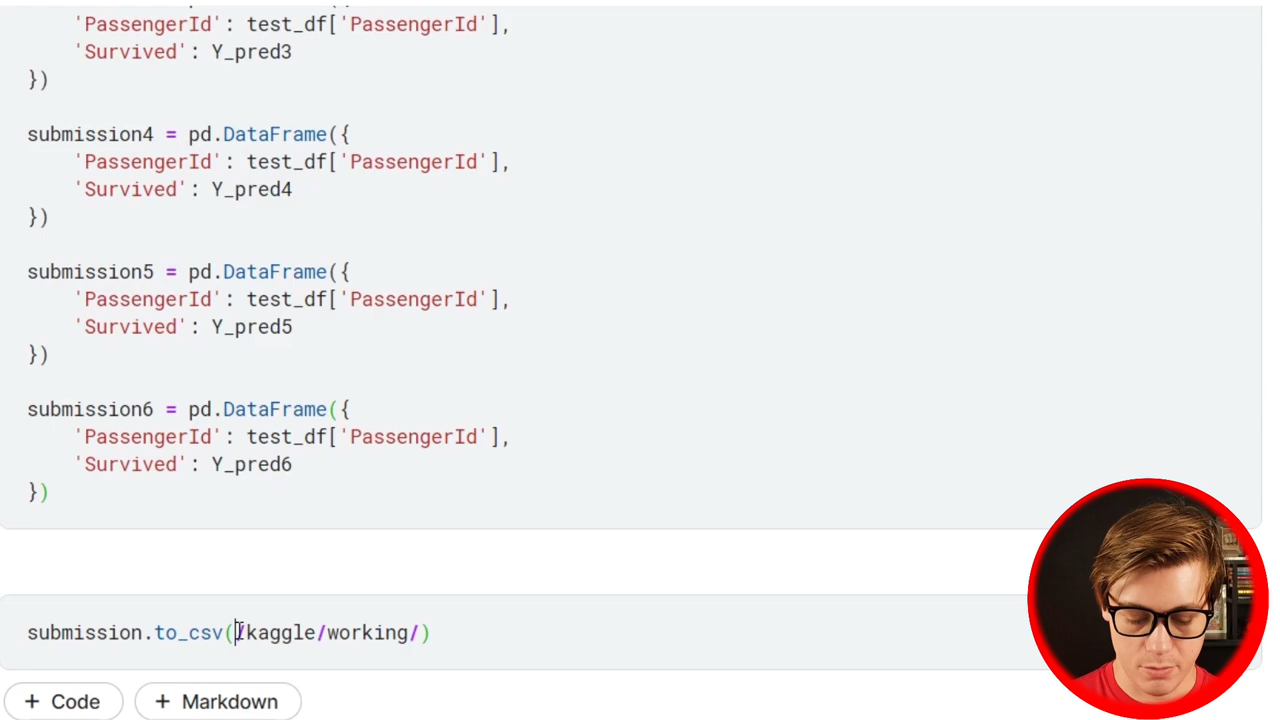 'PassengerId': test_df['PassengerId'],
'Survived': Y_pred3
})
submission4 = pd.DataFrame({
'PassengerId': test_df['PassengerId'],
'Survived': Y_pred4
})
submission5 = pd.DataFrame({
'PassengerId': test_df['PassengerId'],
'Survived': Y_pred5
})
submission6 = pd.DataFrame({
'PassengerId': test_df['PassengerId'],
'Survived': Y_pred6
})
submission.to_csv(/kaggle/working/)
+ Code + Markdown